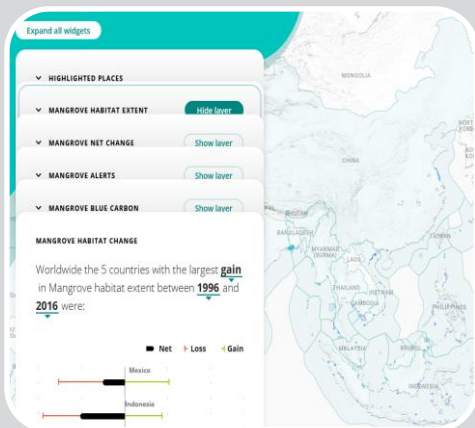 Expand all widgets
HIGHLIGHTED PLACES
MANGROVE HABITAT EXTENT
Hide layer
MANGROVE NET CHANGE
Show layer
MANGROVE ALERTS
Show layer
MANGROVE BLUE CARBON
Show layer
MANGROVE HABITAT CHANGE
Worldwide the 5 countries with the largest gain
in Mangrove habitat extent between 1996 and
2016 were:
Net Loss Gain
Mexico
Indonesia
MONGOLIA
CHINA
BHUTAN
BANGLADESH
TAIWAN
MYANMAR
(BURMA)
LAOS
THAILAND
VIETNAM
CAMBODIA
PHILIPPINES
MALAYSIA
BRUNEI
INDONESIA